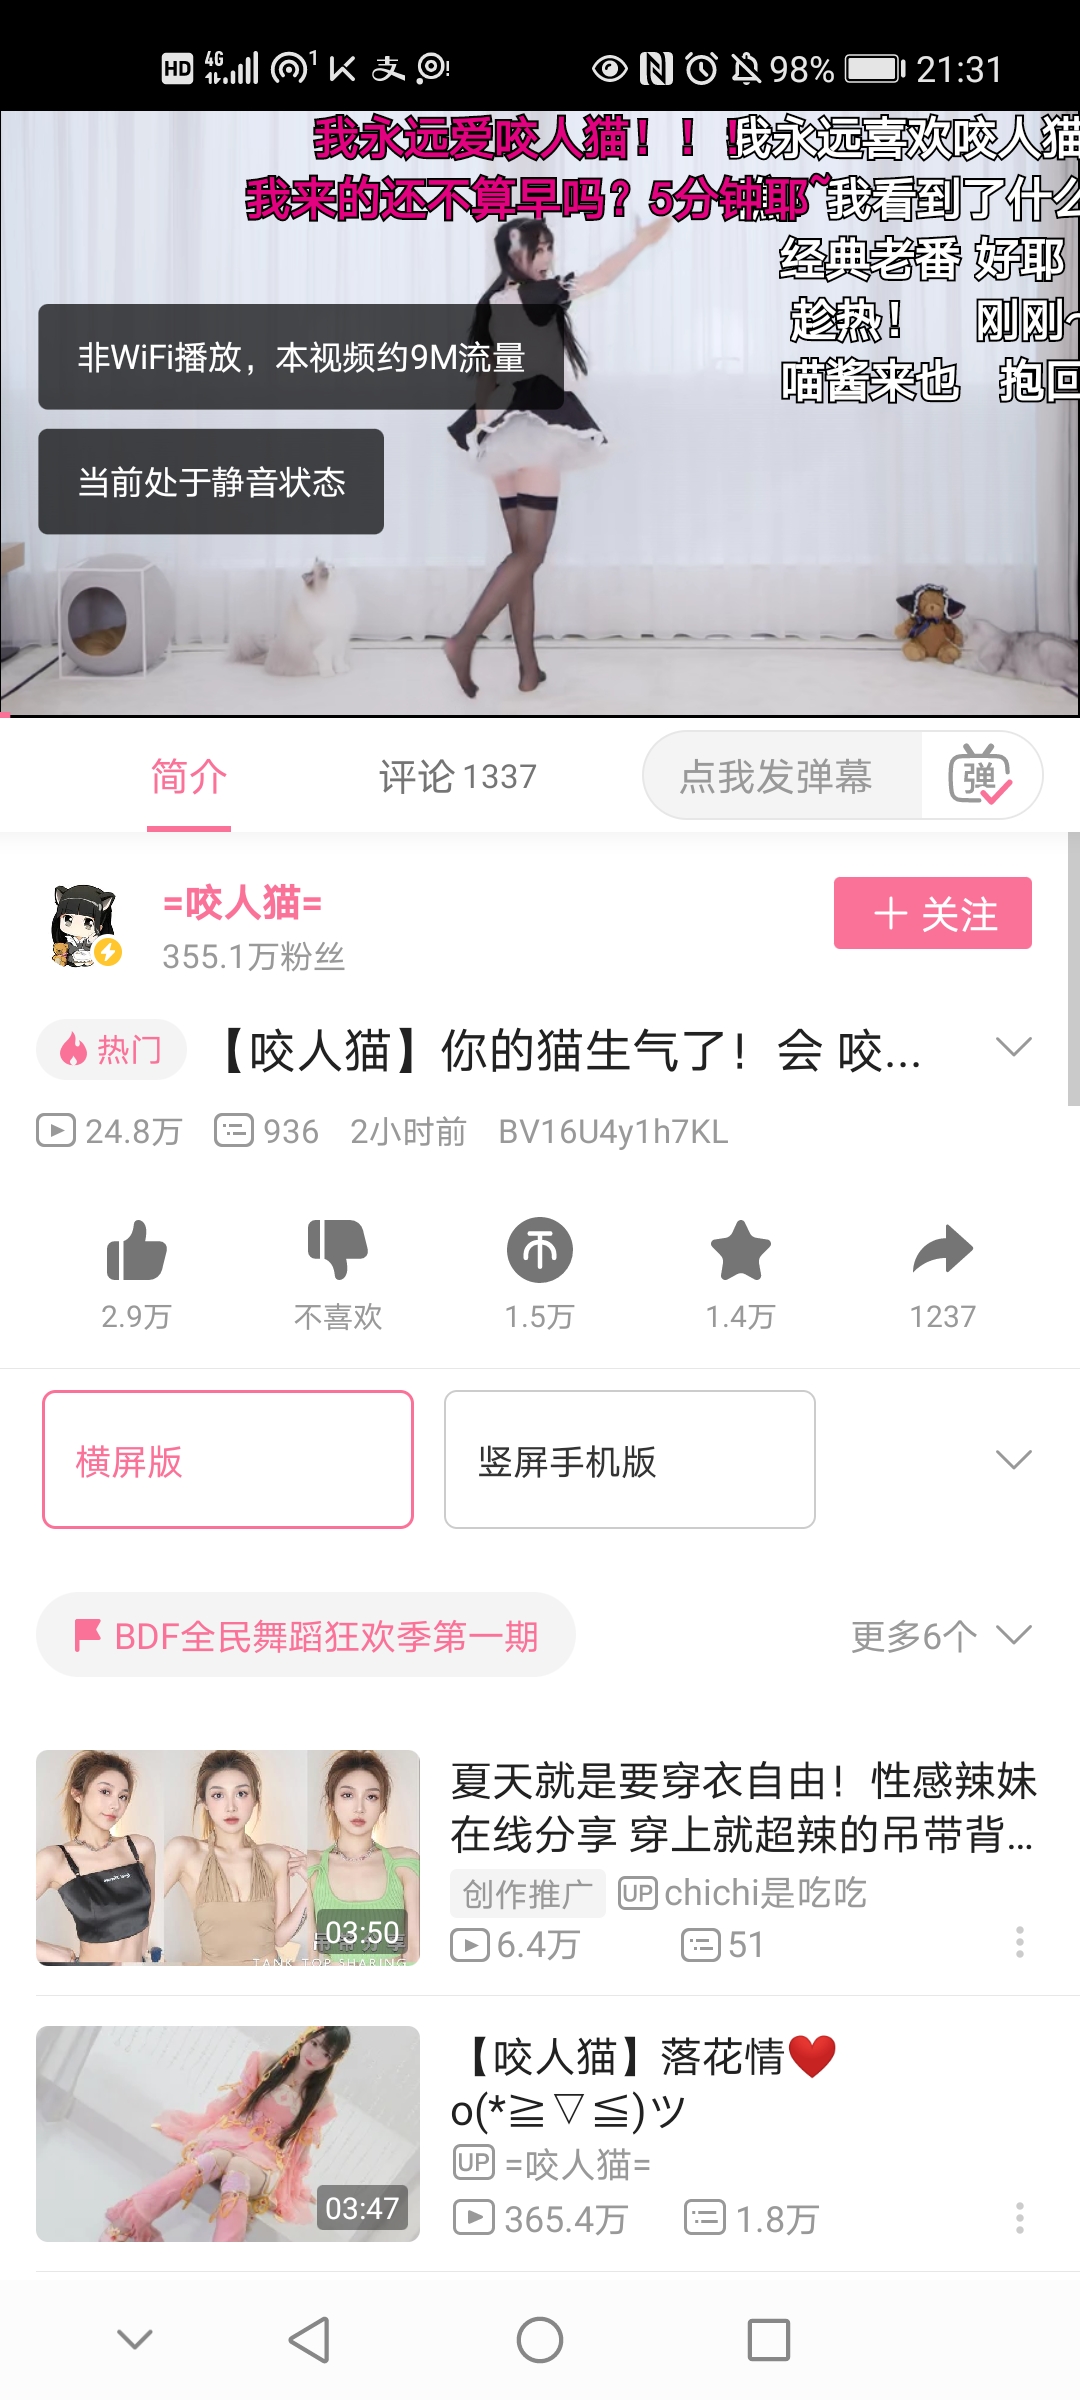 HD 4G 1 98% 21:31
我永远爱咬人猫！！！我永远喜欢咬人猫
我来的还不算早吗？5分钟耶~ 我看到了什么
经典老番 好耶
趁热！ 刚刚~
非WiFi播放，本视频约9M流量
喵酱来也 抱回
当前处于静音状态
简介 评论 1337 点我发弹幕 弹
=咬人猫=
355.1万粉丝
+ 关注
热门 【咬人猫】你的猫生气了！会 咬...
24.8万 936 2小时前 BV16U4y1h7KL
2.9万 不喜欢 1.5万 1.4万 1237
横屏版 竖屏手机版
BDF全民舞蹈狂欢季第一期 更多6个
夏天就是要穿衣自由！性感辣妹
在线分享 穿上就超辣的吊带背...
创作推广 UP chichi是吃吃
6.4万 51
03:50
TANK TOP SHARING
【咬人猫】落花情❤️
o(*≧▽≦)ツ
UP =咬人猫=
365.4万 1.8万
03:47